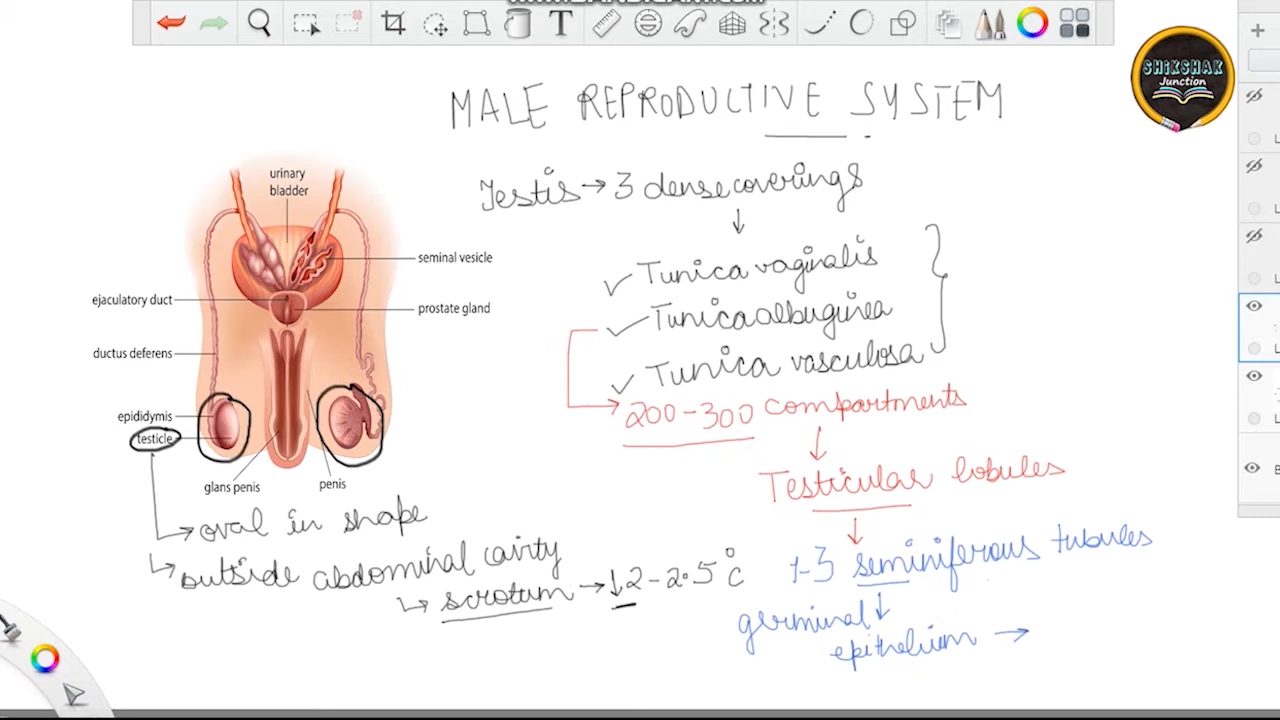 SHiKSHAK
Junction
MALE REPRODUCTIVE SYSTEM
Testis → 3 dense coverings
↓
✓ Tunica vaginalis
✓ Tunica albuginea
✓ Tunica vasculosa
200-300 compartments
↓
Testicular lobules
↓
1-3 seminiferous tubules
↓
germinal
epithelium →
urinary
bladder
seminal vesicle
ejaculatory duct
prostate gland
ductus deferens
epididymis
testicle
glans penis
penis
→ oval in shape
→ outside abdominal cavity
→ scrotum → ↓2-2.5°C